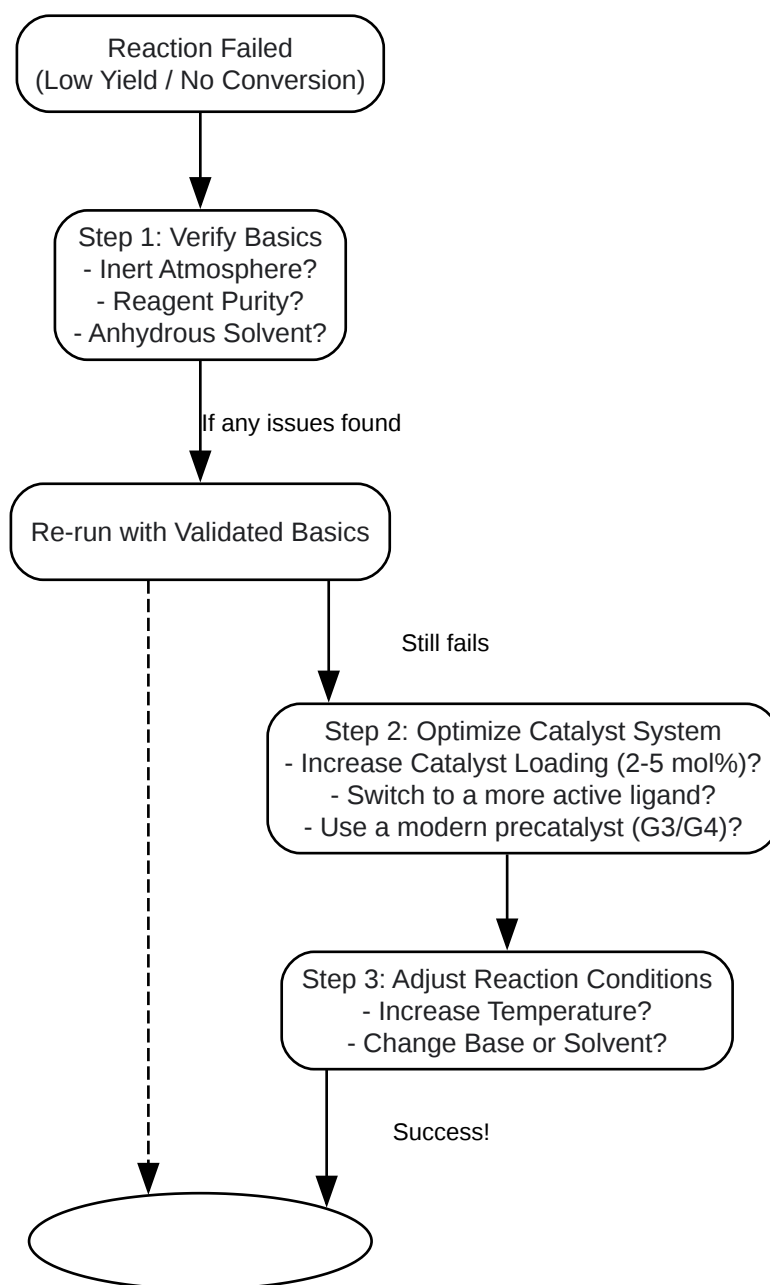 Reaction Failed
(Low Yield / No Conversion)
Step 1: Verify Basics
- Inert Atmosphere?
- Reagent Purity?
- Anhydrous Solvent?
If any issues found
Re-run with Validated Basics
Still fails
Step 2: Optimize Catalyst System
- Increase Catalyst Loading (2-5 mol%)?
- Switch to a more active ligand?
- Use a modern precatalyst (G3/G4)?
Step 3: Adjust Reaction Conditions
- Increase Temperature?
- Change Base or Solvent?
Success!